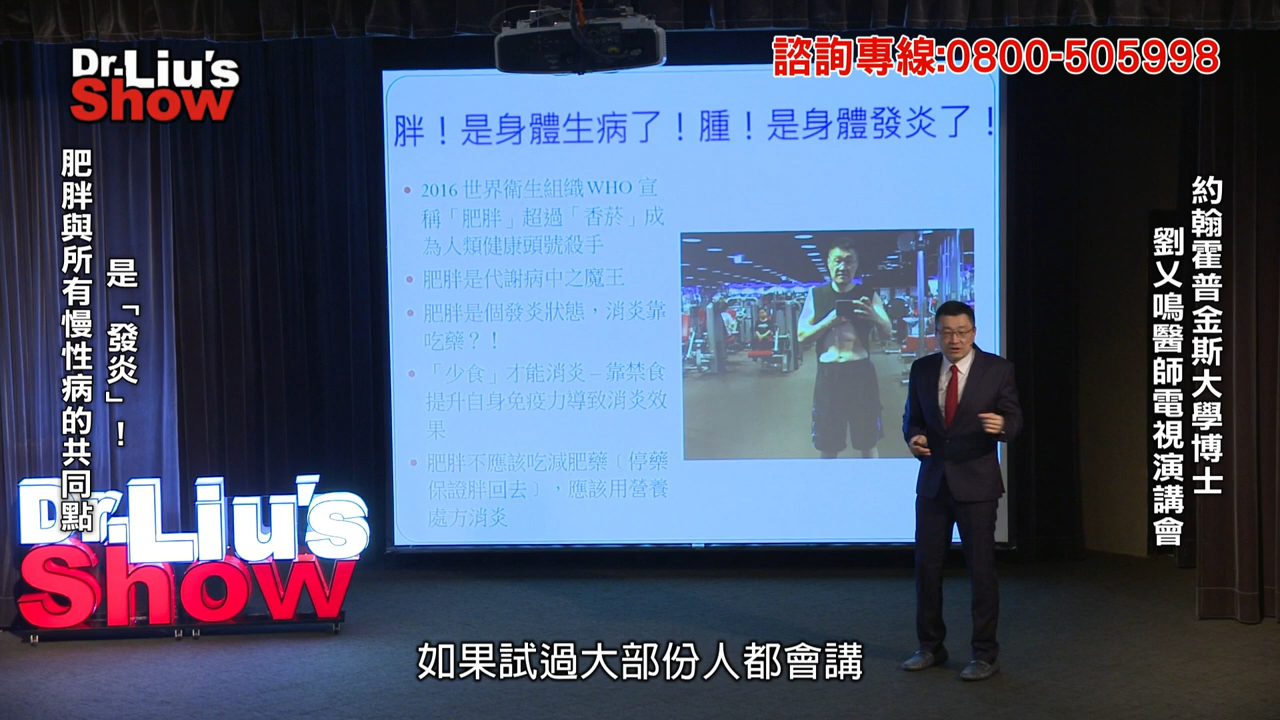 Dr.Liu's
Show
諮詢專線:0800-505998
胖！是身體生病了！腫！是身體發炎了！
2016 世界衛生組織 WHO 宣
稱「肥胖」超過「香菸」成
為人類健康頭號殺手
肥胖是代謝病中之魔王
肥胖是個發炎狀態，消炎靠
吃藥？！
「少食」才能消炎–靠禁食
提升自身免疫力導致消炎效
果
肥胖不應該吃減肥藥﹝停藥
保證胖回去﹞，應該用營養
處方消炎
肥胖與所有慢性病的共同點
是「發炎」！
約翰霍普金斯大學博士
劉乂鳴醫師電視演講會
Dr.Liu's
Show
如果試過大部份人都會講